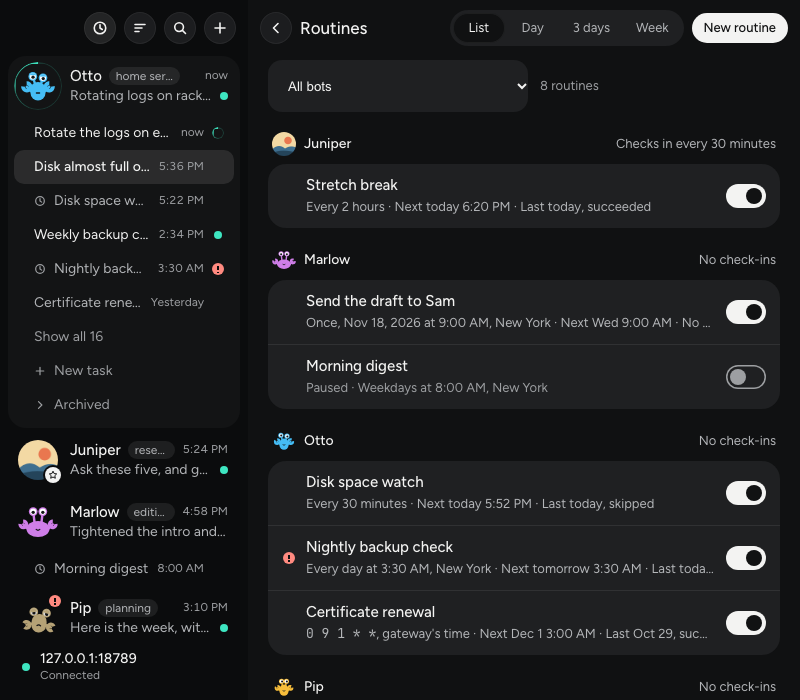 Otto home ser... now
Rotating logs on rack...
Rotate the logs on e... now
Disk almost full o... 5:36 PM
Disk space w... 5:22 PM
Weekly backup c... 2:34 PM
Nightly back... 3:30 AM
Certificate rene... Yesterday
Show all 16
New task
Archived
Juniper rese... 5:24 PM
Ask these five, and g...
Marlow editi... 4:58 PM
Tightened the intro and...
Morning digest 8:00 AM
Pip planning 3:10 PM
Here is the week, wit...
127.0.0.1:18789
Connected
Routines
List Day 3 days Week
New routine
All bots
8 routines
Juniper Checks in every 30 minutes
Stretch break
Every 2 hours · Next today 6:20 PM · Last today, succeeded
Marlow No check-ins
Send the draft to Sam
Once, Nov 18, 2026 at 9:00 AM, New York · Next Wed 9:00 AM · No ...
Morning digest
Paused · Weekdays at 8:00 AM, New York
Otto No check-ins
Disk space watch
Every 30 minutes · Next today 5:52 PM · Last today, skipped
Nightly backup check
Every day at 3:30 AM, New York · Next tomorrow 3:30 AM · Last toda...
Certificate renewal
0 9 1 * *, gateway's time · Next Dec 1 3:00 AM · Last Oct 29, suc...
Pip No check-ins